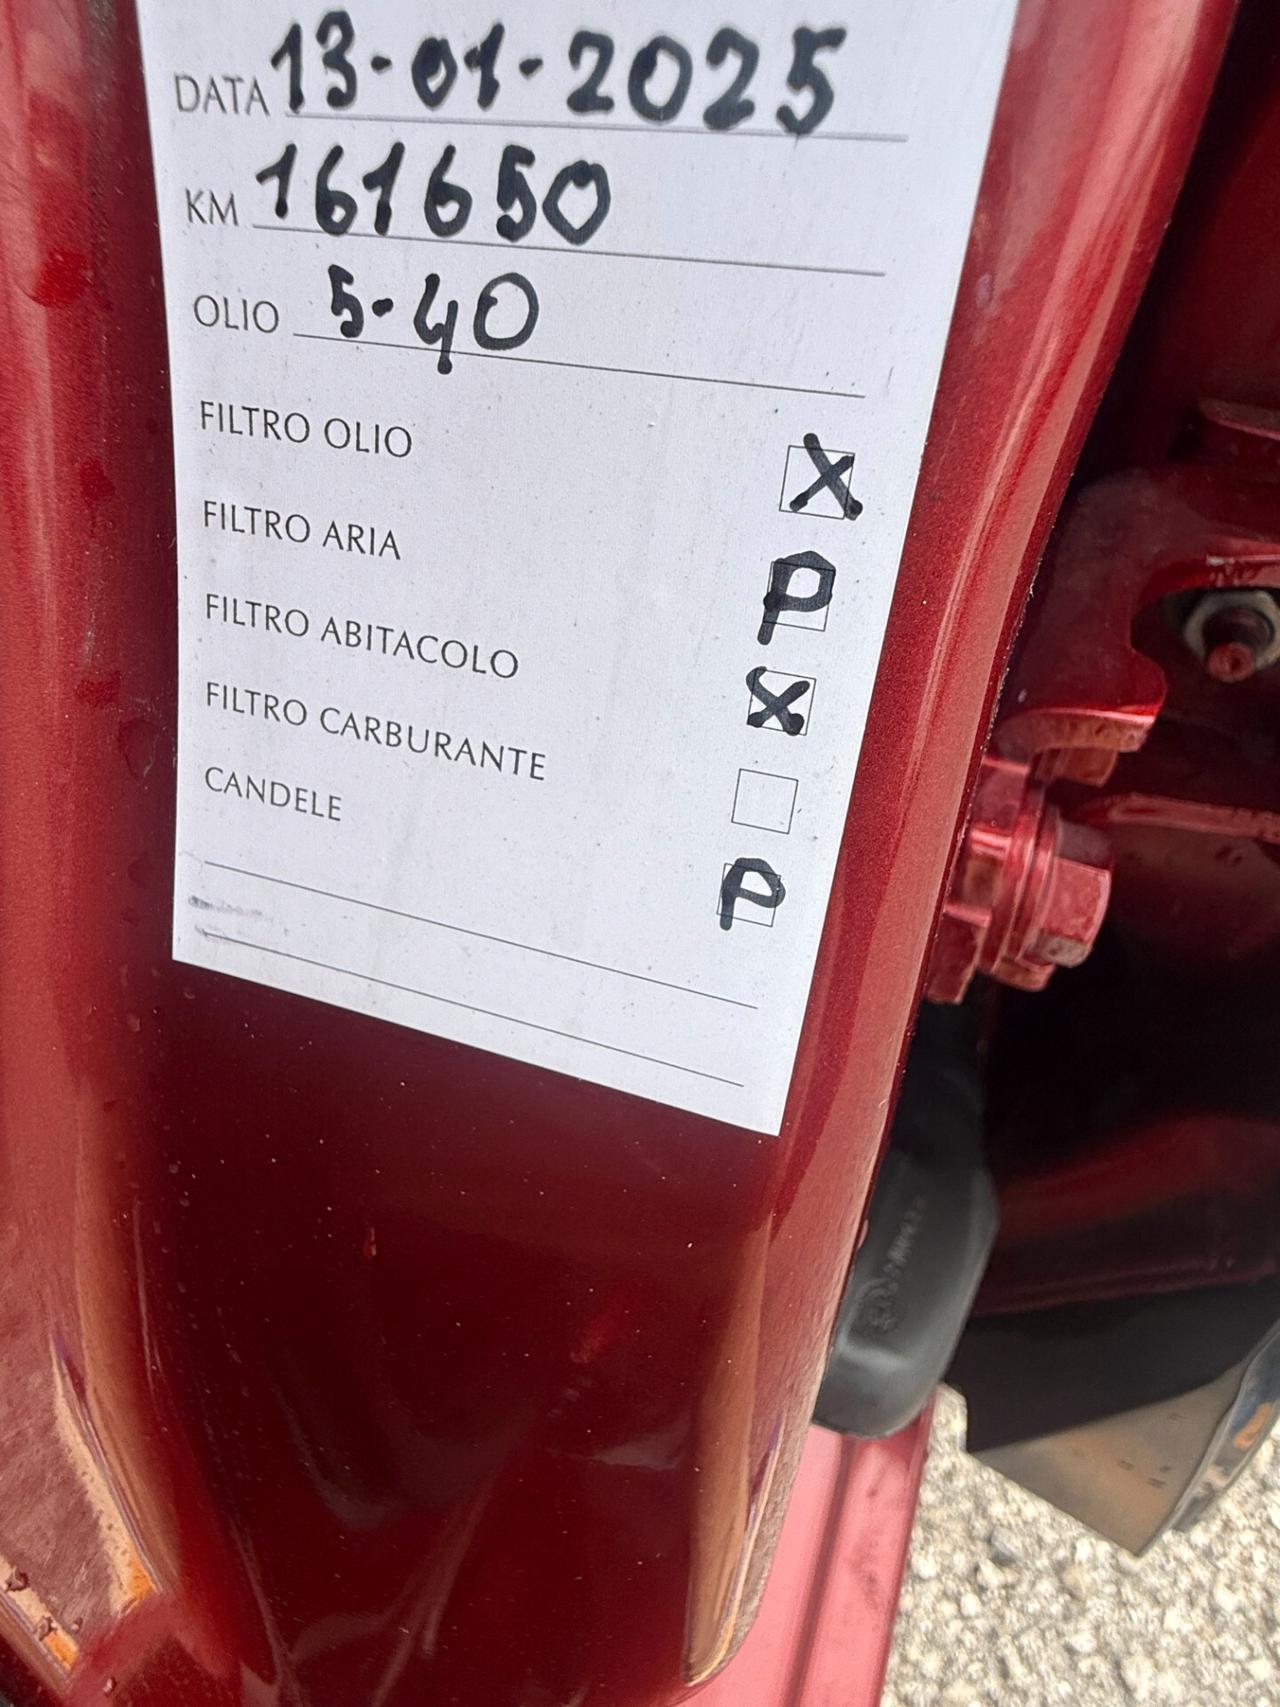 DATA 13-01-2025
KM 161650
OLIO 5-40
FILTRO OLIO X
FILTRO ARIA P
FILTRO ABITACOLO X
FILTRO CARBURANTE
CANDELE P